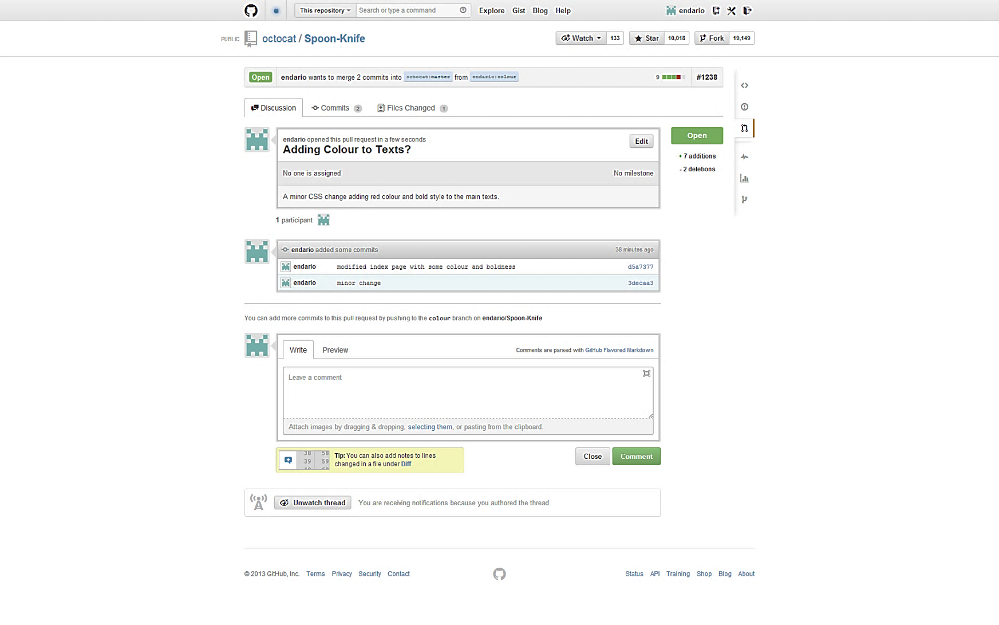 This repository Search or type a command Explore Gist Blog Help endario
PUBLIC octocat / Spoon-Knife Watch 133 Star 10,018 Fork 19,149
Open endario wants to merge 2 commits into octocat:master from endario:colour 9 #1238
Discussion Commits 2 Files Changed 1
endario opened this pull request in a few seconds
Adding Colour to Texts?
Edit
Open
+ 7 additions
- 2 deletions
No one is assigned No milestone
A minor CSS change adding red colour and bold style to the main texts.
1 participant
endario added some commits 38 minutes ago
endario modified index page with some colour and boldness d5a7377
endario minor change 3decaa3
You can add more commits to this pull request by pushing to the colour branch on endario/Spoon-Knife
Write Preview Comments are parsed with GitHub Flavored Markdown
Leave a comment
Attach images by dragging & dropping, selecting them, or pasting from the clipboard.
38 58
39 59
40 60
Tip: You can also add notes to lines
changed in a file under Diff
Close Comment
Unwatch thread You are receiving notifications because you authored the thread.
© 2013 GitHub, Inc. Terms Privacy Security Contact Status API Training Shop Blog About